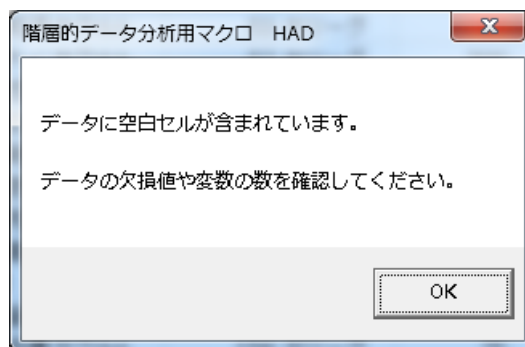 階層的データ分析用マクロ HAD
データに空白セルが含まれています。
データの欠損値や変数の数を確認してください。
OK